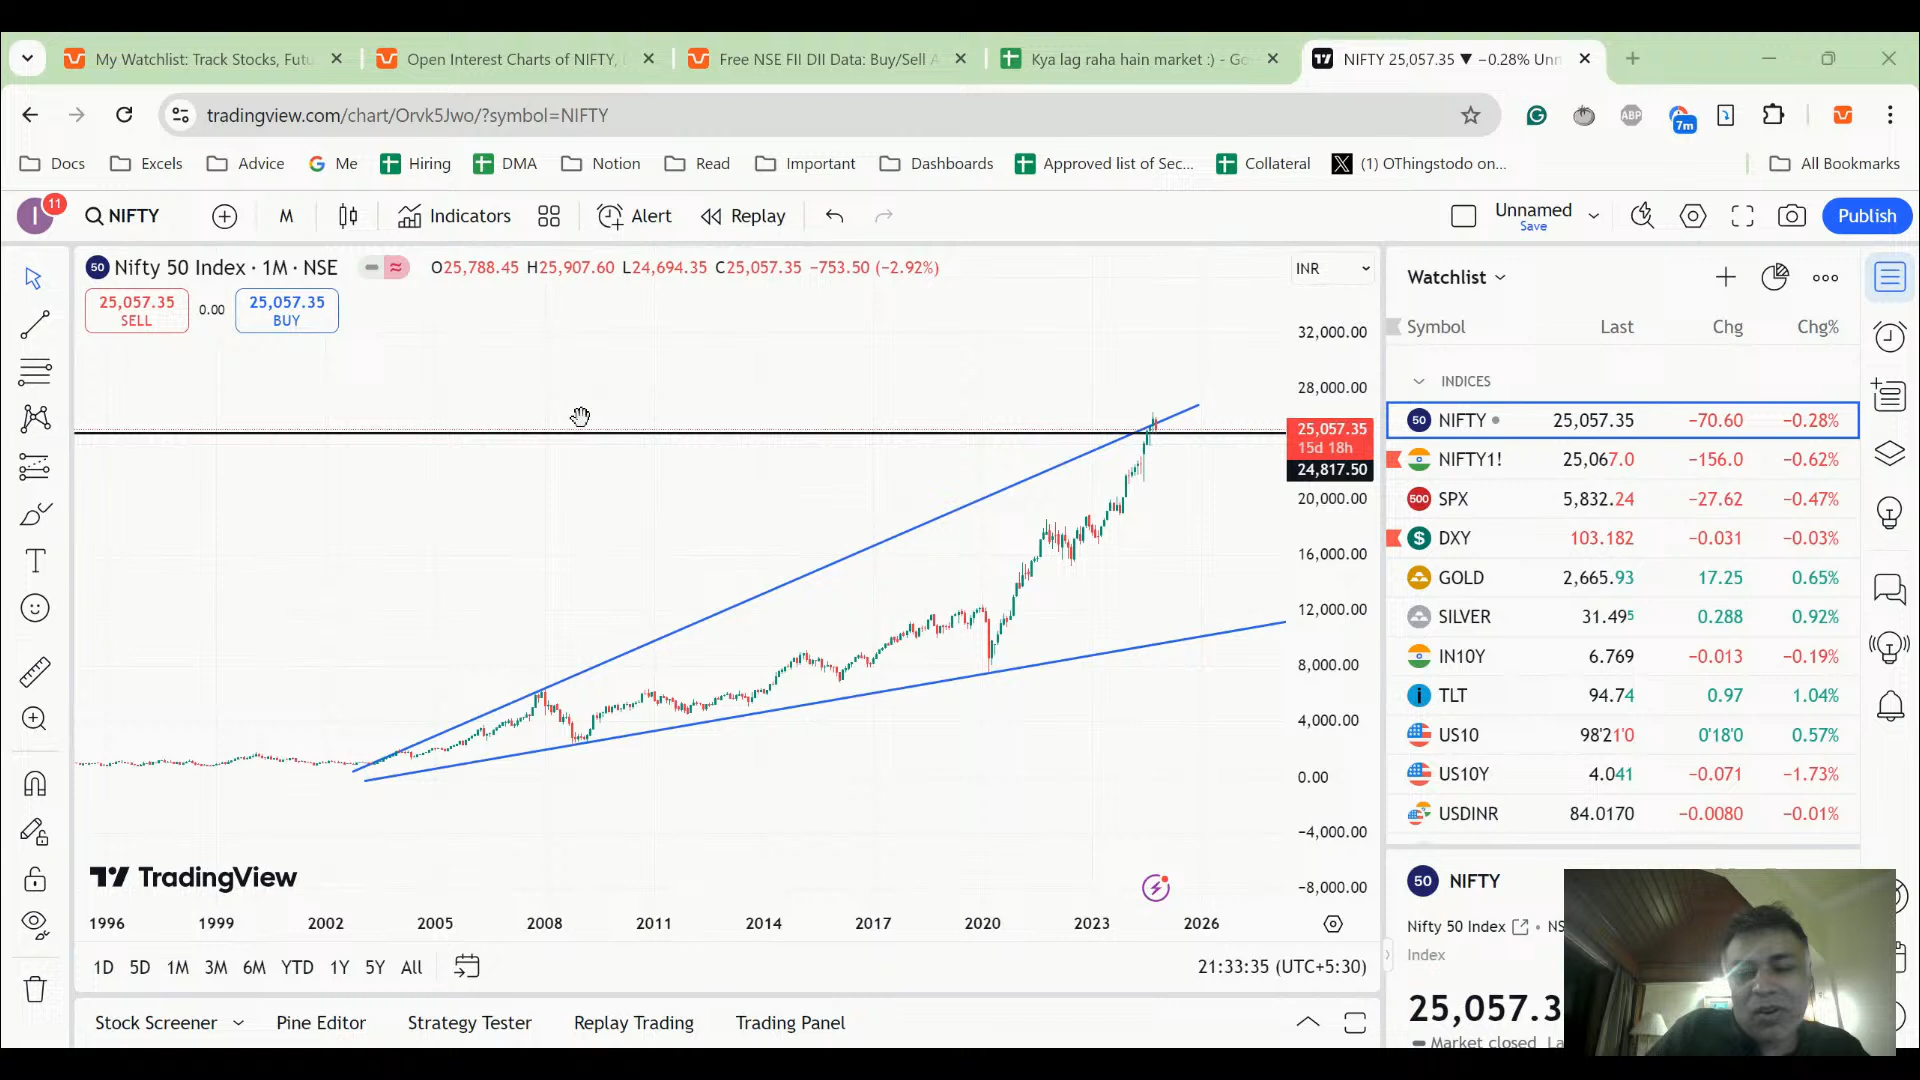 My Watchlist: Track Stocks, Futu
Open Interest Charts of NIFTY,
Free NSE FII DII Data: Buy/Sell A
Kya lag raha hain market :) - Go
NIFTY 25,057.35 ▼ −0.28% Unn
tradingview.com/chart/Orvk5Jwo/?symbol=NIFTY
ABP
7m
Docs
Excels
Advice
Me
Hiring
DMA
Notion
Read
Important
Dashboards
Approved list of Sec...
Collateral
(1) OThingstodo on...
All Bookmarks
I
11
NIFTY
M
Indicators
Alert
Replay
Unnamed
Save
Publish
50 Nifty 50 Index · 1M · NSE
O25,788.45 H25,907.60 L24,694.35 C25,057.35 −753.50 (−2.92%)
INR
25,057.35
SELL
0.00
25,057.35
BUY
32,000.00
28,000.00
25,057.35
15d 18h
24,817.50
20,000.00
16,000.00
12,000.00
8,000.00
4,000.00
0.00
−4,000.00
−8,000.00
TradingView
1996 1999 2002 2005 2008 2011 2014 2017 2020 2023 2026
1D 5D 1M 3M 6M YTD 1Y 5Y All
21:33:35 (UTC+5:30)
Stock Screener
Pine Editor
Strategy Tester
Replay Trading
Trading Panel
Watchlist
Symbol Last Chg Chg%
INDICES
50 NIFTY 25,057.35 −70.60 −0.28%
NIFTY1! 25,067.0 −156.0 −0.62%
500 SPX 5,832.24 −27.62 −0.47%
$ DXY 103.182 −0.031 −0.03%
GOLD 2,665.93 17.25 0.65%
SILVER 31.495 0.288 0.92%
IN10Y 6.769 −0.013 −0.19%
TLT 94.74 0.97 1.04%
US10 98'21'0 0'18'0 0.57%
US10Y 4.041 −0.071 −1.73%
USDINR 84.0170 −0.0080 −0.01%
50 NIFTY
Nifty 50 Index • NS
Index
25,057.3
Market closed